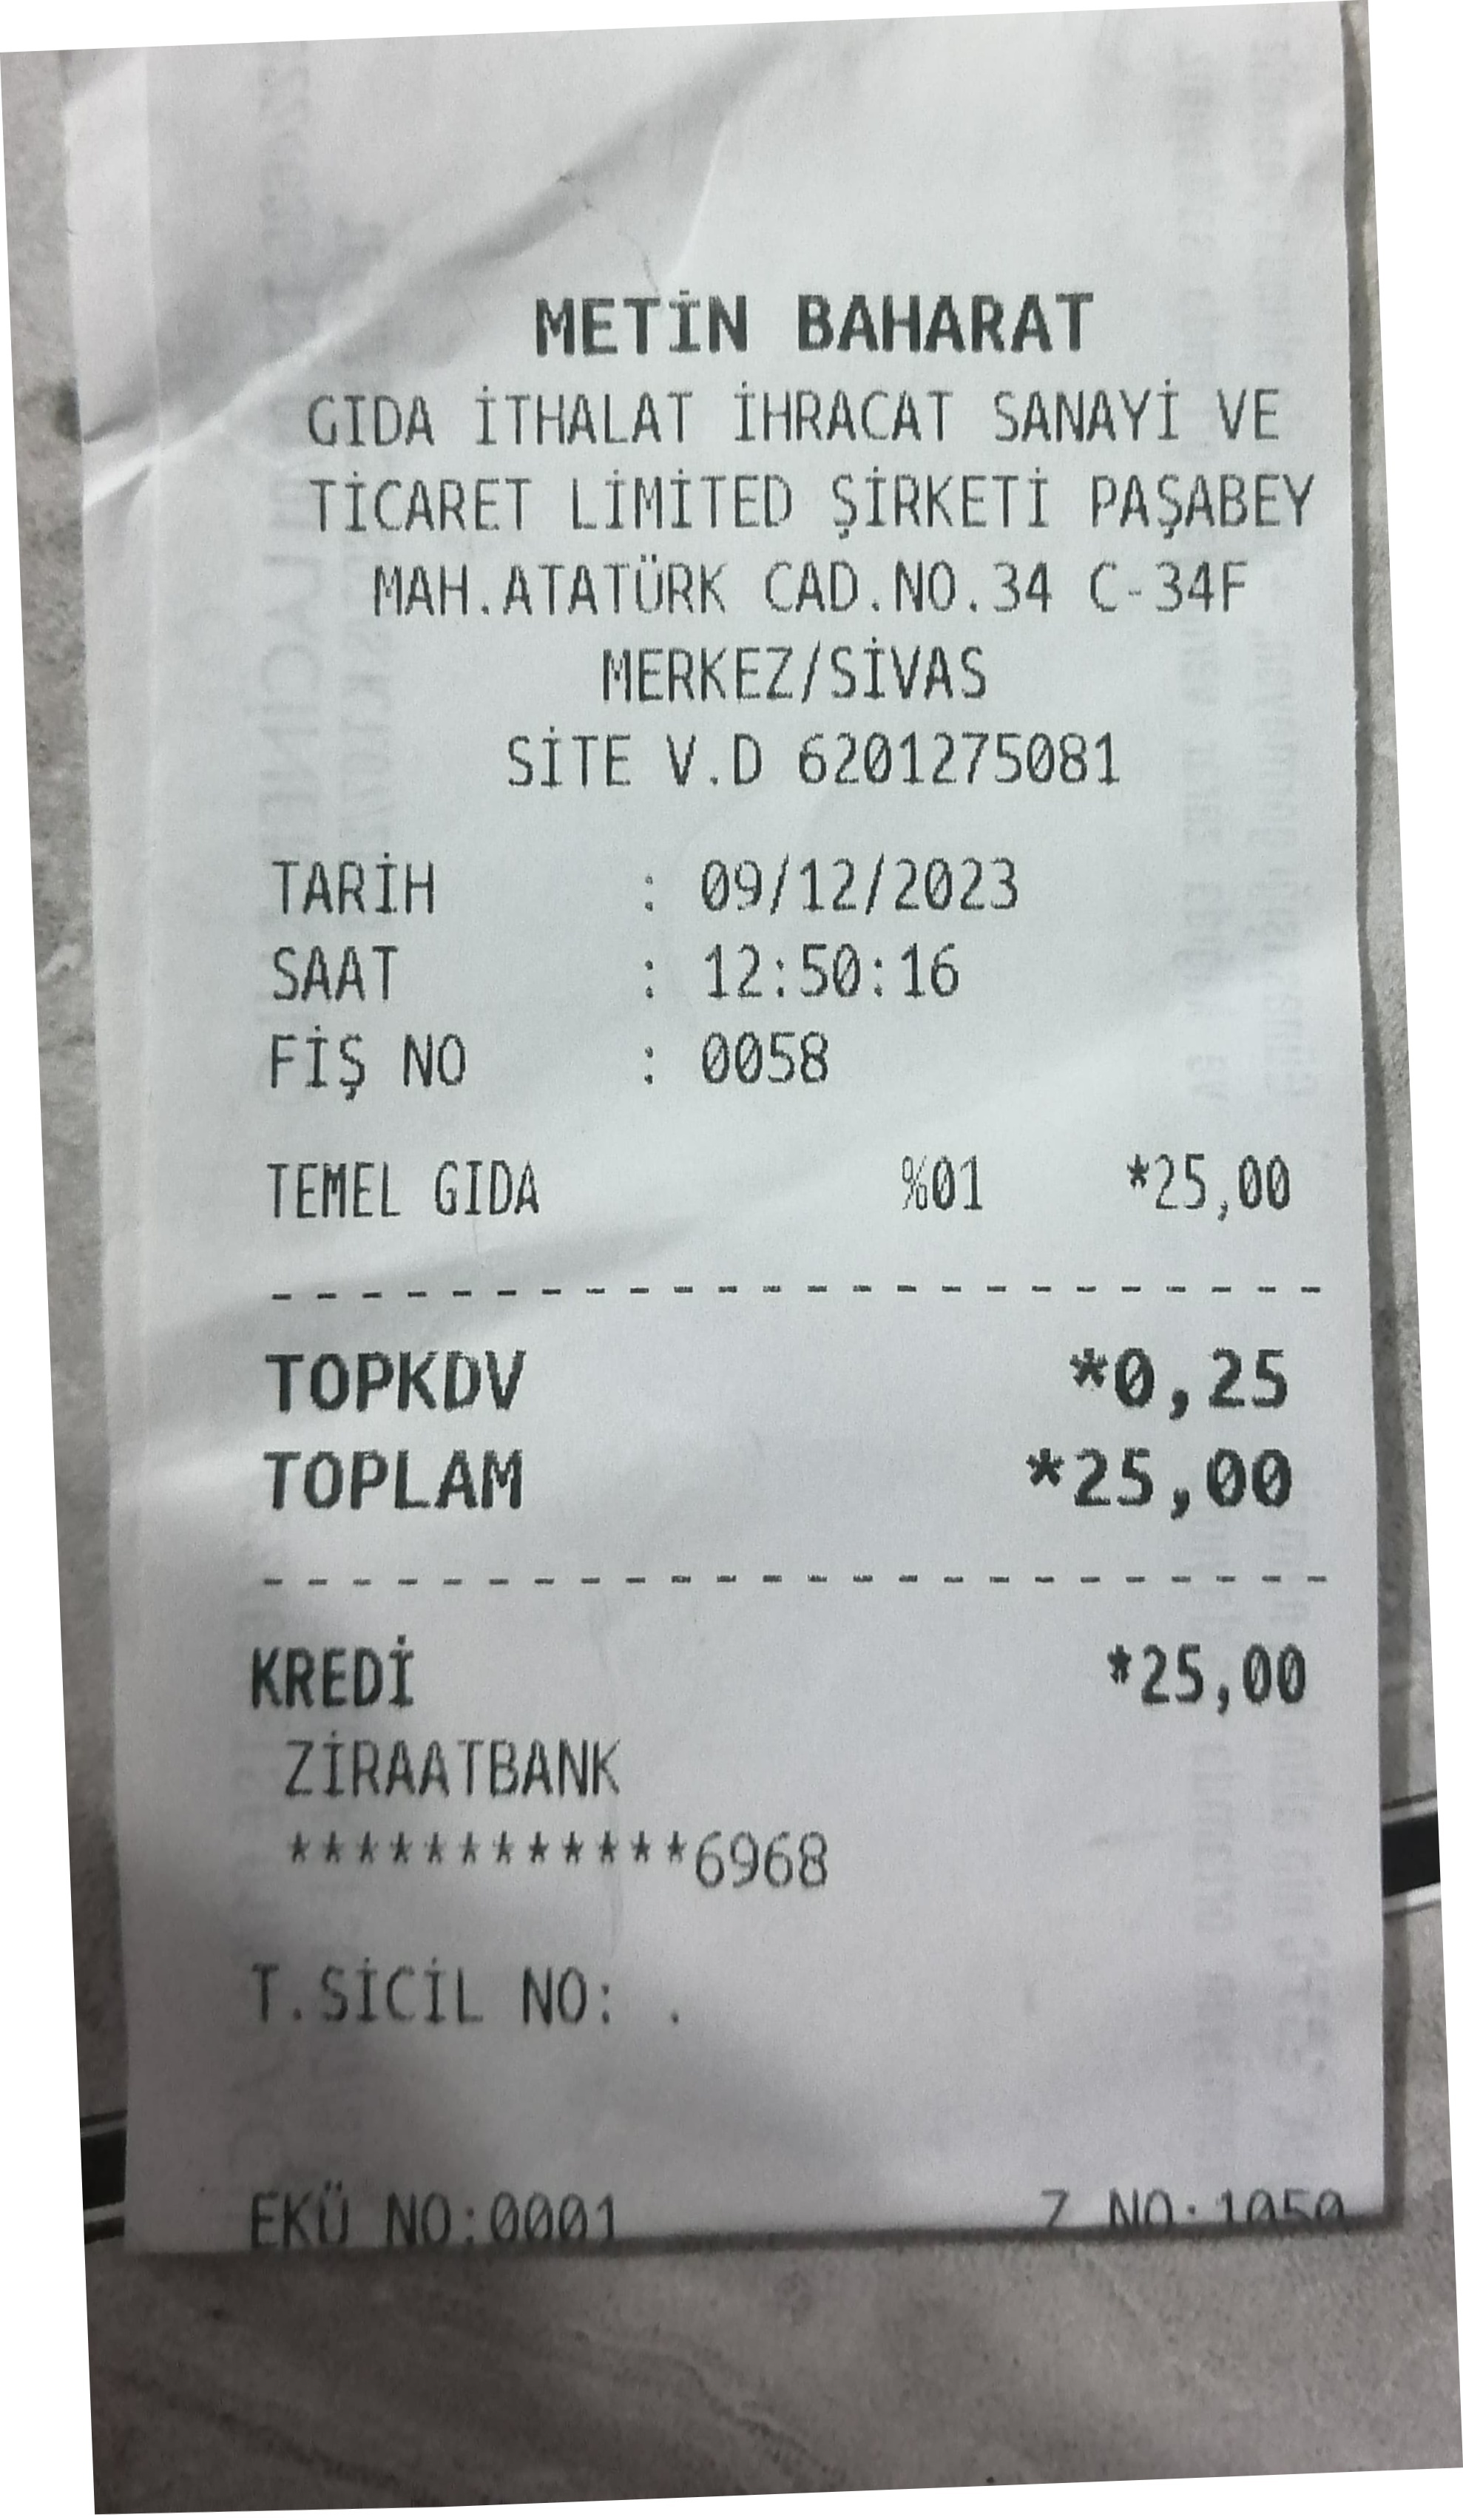 METİN BAHARAT
GIDA İTHALAT İHRACAT SANAYİ VE
TİCARET LİMİTED ŞİRKETİ PAŞABEY
MAH.ATATÜRK CAD.NO.34 C-34F
MERKEZ/SİVAS
SİTE V.D 6201275081
TARİH : 09/12/2023
SAAT : 12:50:16
FİŞ NO : 0058
TEMEL GIDA %01 *25,00
---------------------------
TOPKDV *0,25
TOPLAM *25,00
---------------------------
KREDİ *25,00
ZİRAATBANK
************6968
T.SİCİL NO: .
EKÜ NO:0001 Z NO: